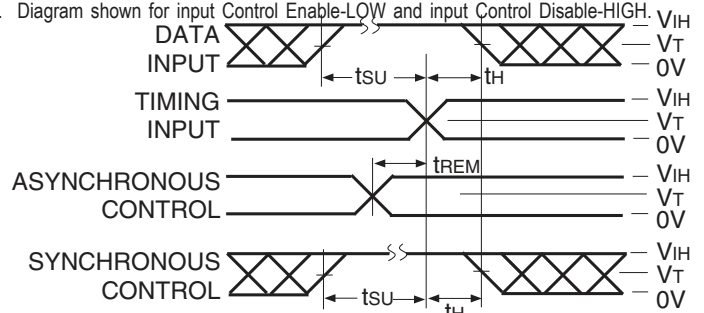 . Diagram shown for input Control Enable-LOW and input Control Disable-HIGH.
DATA INPUT
tSU
tH
VIH
VT
0V
TIMING INPUT
VIH
VT
0V
tREM
ASYNCHRONOUS CONTROL
VIH
VT
0V
SYNCHRONOUS CONTROL
tSU
tH
VIH
VT
0V